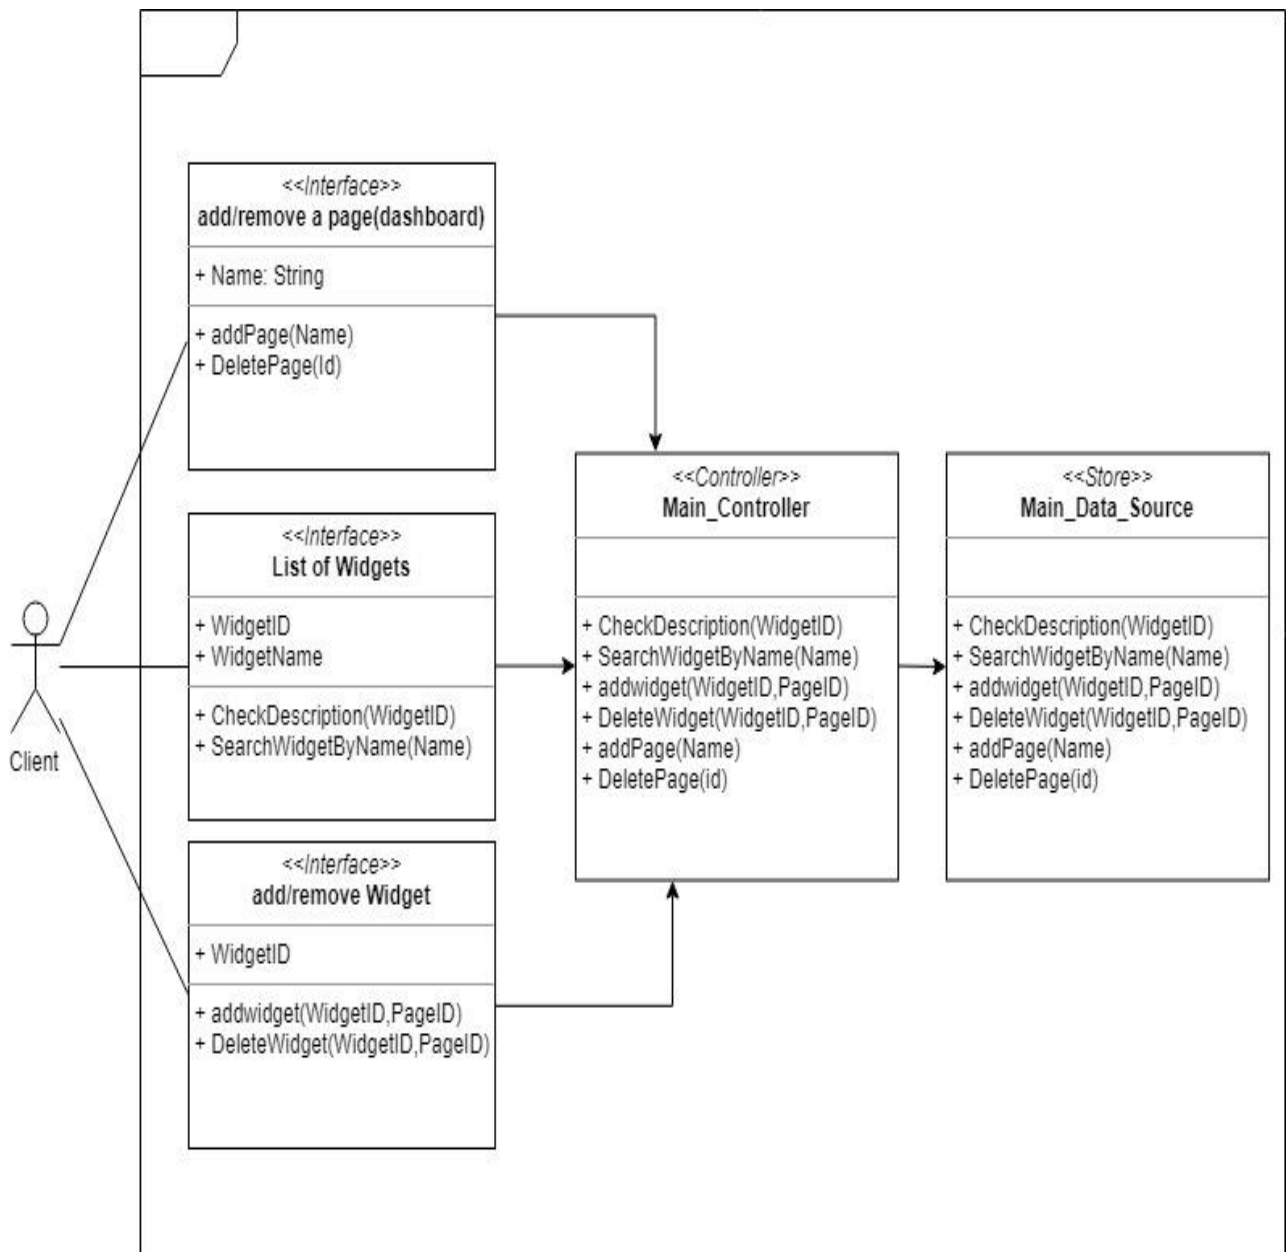 <<Interface>>
add/remove a page(dashboard)
+ Name: String
+ addPage(Name)
+ DeletePage(Id)
<<Interface>>
List of Widgets
+ WidgetID
+ WidgetName
+ CheckDescription(WidgetID)
+ SearchWidgetByName(Name)
<<Interface>>
add/remove Widget
+ WidgetID
+ addwidget(WidgetID,PageID)
+ DeleteWidget(WidgetID,PageID)
Client
<<Controller>>
Main_Controller
+ CheckDescription(WidgetID)
+ SearchWidgetByName(Name)
+ addwidget(WidgetID,PageID)
+ DeleteWidget(WidgetID,PageID)
+ addPage(Name)
+ DeletePage(id)
<<Store>>
Main_Data_Source
+ CheckDescription(WidgetID)
+ SearchWidgetByName(Name)
+ addwidget(WidgetID,PageID)
+ DeleteWidget(WidgetID,PageID)
+ addPage(Name)
+ DeletePage(id)